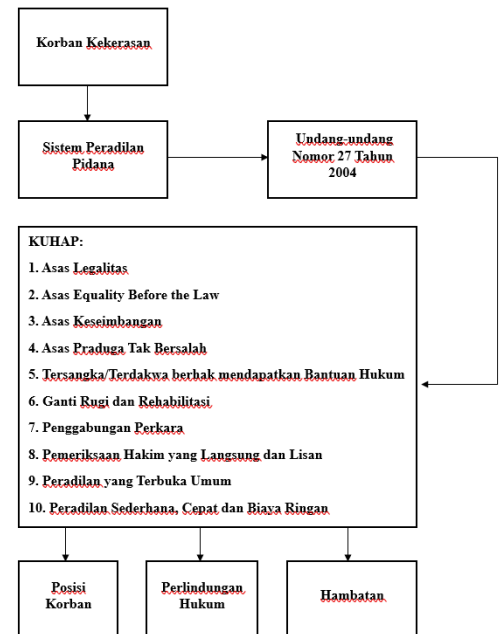 Korban Kekerasan
Sistem Peradilan
Pidana
Undang-undang
Nomor 27 Tahun
2004
KUHAP:
1. Asas Legalitas
2. Asas Equality Before the Law
3. Asas Keseimbangan
4. Asas Praduga Tak Bersalah
5. Tersangka/Terdakwa berhak mendapatkan Bantuan Hukum
6. Ganti Rugi dan Rehabilitasi
7. Penggabungan Perkara
8. Pemeriksaan Hakim yang Langsung dan Lisan
9. Peradilan yang Terbuka Umum
10. Peradilan Sederhana, Cepat dan Biaya Ringan
Posisi
Korban
Perlindungan
Hukum
Hambatan